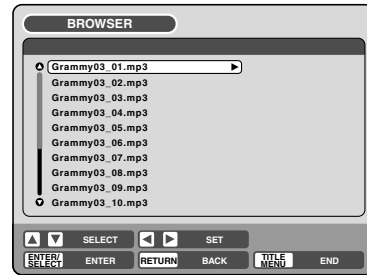 BROWSER
Grammy03_01.mp3
Grammy03_02.mp3
Grammy03_03.mp3
Grammy03_04.mp3
Grammy03_05.mp3
Grammy03_06.mp3
Grammy03_07.mp3
Grammy03_08.mp3
Grammy03_09.mp3
Grammy03_10.mp3
SELECT SET
ENTER/ SELECT ENTER RETURN BACK TITLE MENU END